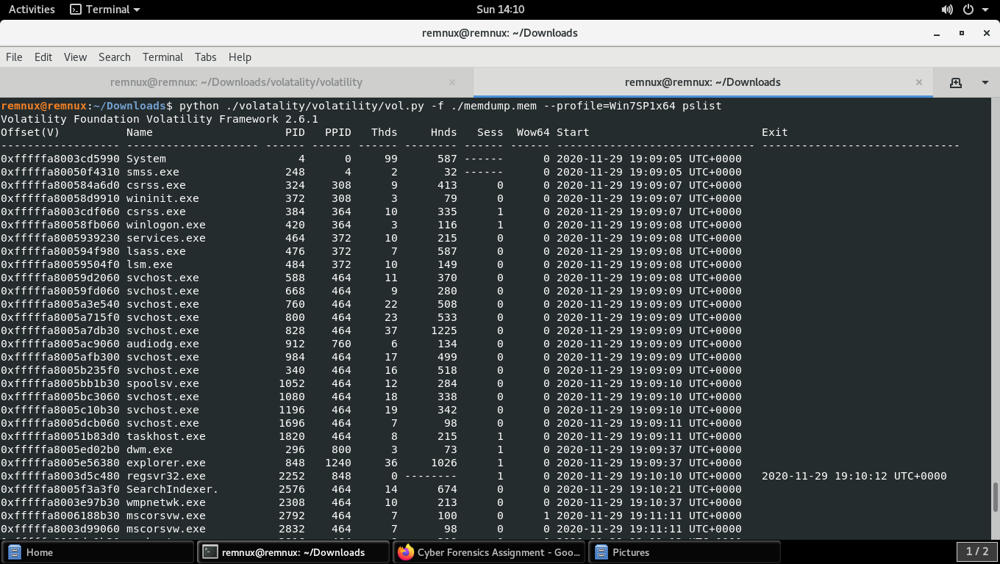 Activities Terminal Sun 14:10
remnux@remnux: ~/Downloads
File Edit View Search Terminal Tabs Help
remnux@remnux: ~/Downloads/volatality/volatility × remnux@remnux: ~/Downloads ×
remnux@remnux:~/Downloads$ python ./volatality/volatility/vol.py -f ./memdump.mem --profile=Win7SP1x64 pslist
Volatility Foundation Volatility Framework 2.6.1
Offset(V) Name PID PPID Thds Hnds Sess Wow64 Start Exit
------------------ -------------------- ------ ------ ------ -------- ------ ------ ------------------------------ ------------------------------
0xfffffa8003cd5990 System 4 0 99 587 ------ 0 2020-11-29 19:09:05 UTC+0000
0xfffffa80050f4310 smss.exe 248 4 2 32 ------ 0 2020-11-29 19:09:05 UTC+0000
0xfffffa800584a6d0 csrss.exe 324 308 9 413 0 0 2020-11-29 19:09:07 UTC+0000
0xfffffa80058d9910 wininit.exe 372 308 3 79 0 0 2020-11-29 19:09:07 UTC+0000
0xfffffa8003cdf060 csrss.exe 384 364 10 335 1 0 2020-11-29 19:09:07 UTC+0000
0xfffffa80058fb060 winlogon.exe 420 364 3 116 1 0 2020-11-29 19:09:08 UTC+0000
0xfffffa8005939230 services.exe 464 372 10 215 0 0 2020-11-29 19:09:08 UTC+0000
0xfffffa800594f980 lsass.exe 476 372 7 587 0 0 2020-11-29 19:09:08 UTC+0000
0xfffffa80059504f0 lsm.exe 484 372 10 149 0 0 2020-11-29 19:09:08 UTC+0000
0xfffffa80059d2060 svchost.exe 588 464 11 370 0 0 2020-11-29 19:09:08 UTC+0000
0xfffffa80059fd060 svchost.exe 668 464 9 280 0 0 2020-11-29 19:09:09 UTC+0000
0xfffffa8005a3e540 svchost.exe 760 464 22 508 0 0 2020-11-29 19:09:09 UTC+0000
0xfffffa8005a715f0 svchost.exe 800 464 23 533 0 0 2020-11-29 19:09:09 UTC+0000
0xfffffa8005a7db30 svchost.exe 828 464 37 1225 0 0 2020-11-29 19:09:09 UTC+0000
0xfffffa8005ac9060 audiodg.exe 912 760 6 134 0 0 2020-11-29 19:09:09 UTC+0000
0xfffffa8005afb300 svchost.exe 984 464 17 499 0 0 2020-11-29 19:09:09 UTC+0000
0xfffffa8005b235f0 svchost.exe 340 464 16 518 0 0 2020-11-29 19:09:09 UTC+0000
0xfffffa8005bb1b30 spoolsv.exe 1052 464 12 284 0 0 2020-11-29 19:09:10 UTC+0000
0xfffffa8005bc3060 svchost.exe 1080 464 18 338 0 0 2020-11-29 19:09:10 UTC+0000
0xfffffa8005c10b30 svchost.exe 1196 464 19 342 0 0 2020-11-29 19:09:10 UTC+0000
0xfffffa8005dcb060 svchost.exe 1696 464 7 98 0 0 2020-11-29 19:09:11 UTC+0000
0xfffffa80051b83d0 taskhost.exe 1820 464 8 215 1 0 2020-11-29 19:09:11 UTC+0000
0xfffffa8005ed02b0 dwm.exe 296 800 3 73 1 0 2020-11-29 19:09:37 UTC+0000
0xfffffa8005e56380 explorer.exe 848 1240 36 1026 1 0 2020-11-29 19:09:37 UTC+0000
0xfffffa8003d5c480 regsvr32.exe 2252 848 0 -------- 1 0 2020-11-29 19:10:10 UTC+0000 2020-11-29 19:10:12 UTC+0000
0xfffffa8005f3a3f0 SearchIndexer. 2576 464 14 674 0 0 2020-11-29 19:10:21 UTC+0000
0xfffffa8003e97b30 wmpnetwk.exe 2308 464 10 213 0 0 2020-11-29 19:10:37 UTC+0000
0xfffffa8006188b30 mscorsvw.exe 2792 464 7 100 0 1 2020-11-29 19:11:11 UTC+0000
0xfffffa8003d99060 mscorsvw.exe 2832 464 7 98 0 0 2020-11-29 19:11:11 UTC+0000
Home remnux@remnux: ~/Downloads Cyber Forensics Assignment - Goo... Pictures 1 / 2